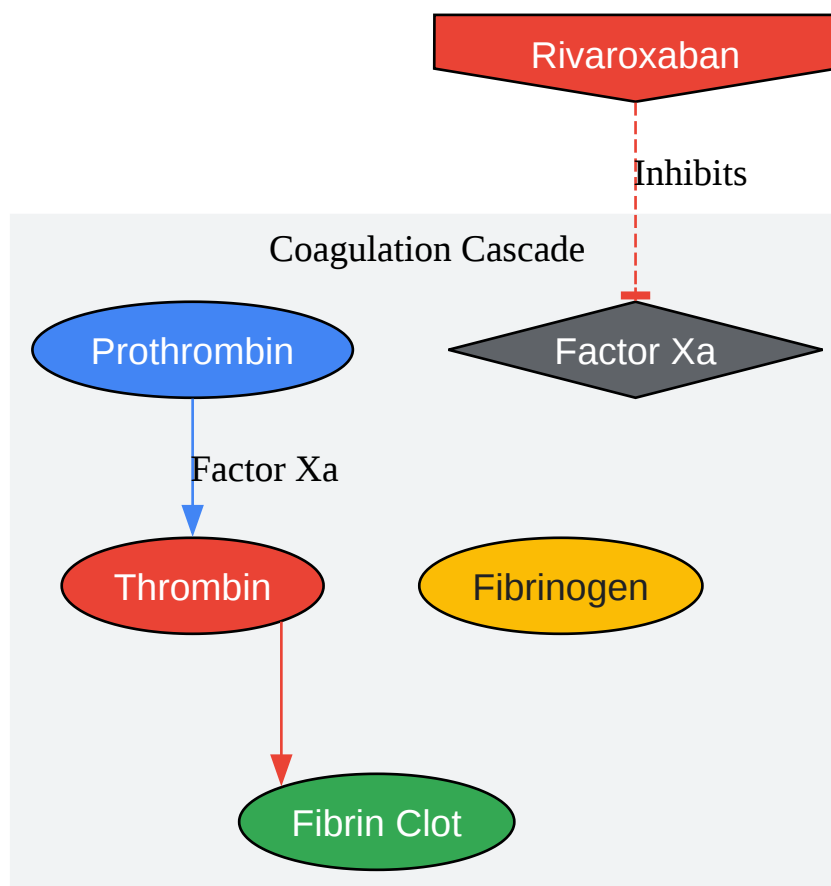 Rivaroxaban
Inhibits
Coagulation Cascade
Prothrombin
Factor Xa
Factor Xa
Thrombin
Fibrinogen
Fibrin Clot